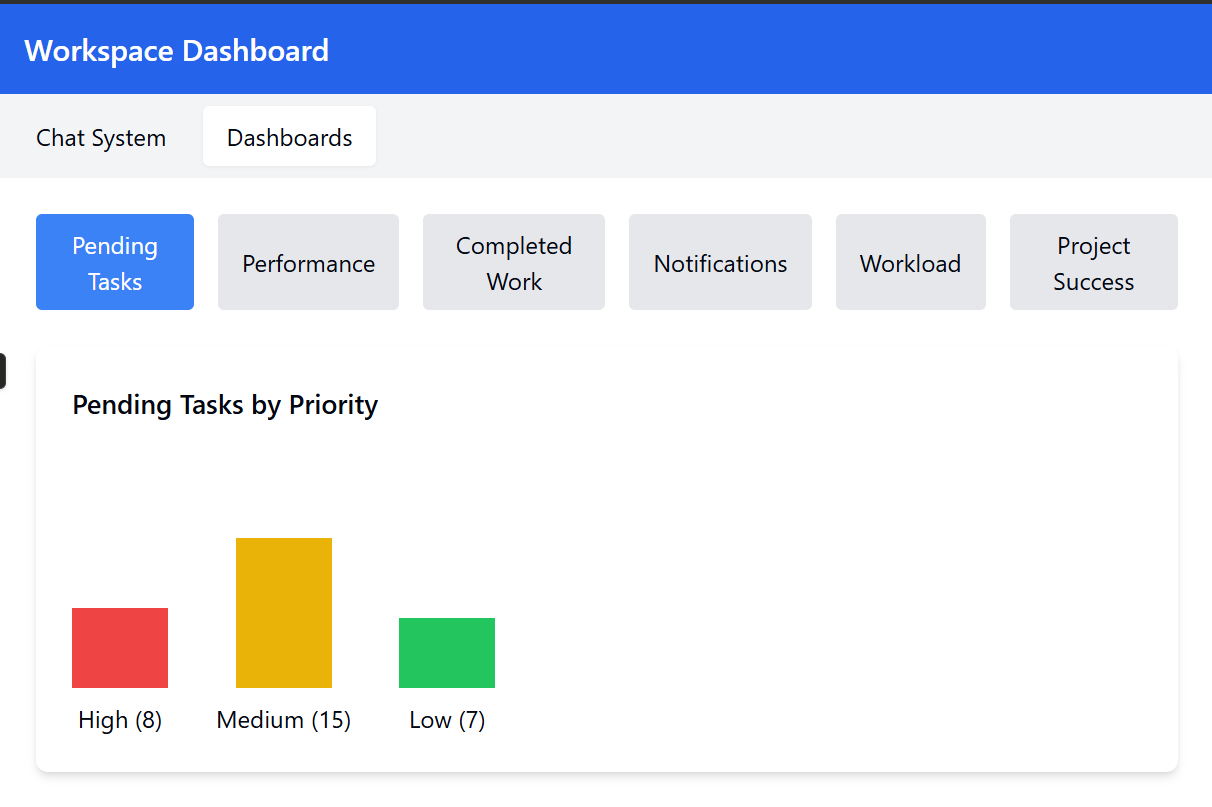 Workspace Dashboard
Chat System
Dashboards
Pending
Tasks
Performance
Completed
Work
Notifications
Workload
Project
Success
Pending Tasks by Priority
High (8)
Medium (15)
Low (7)